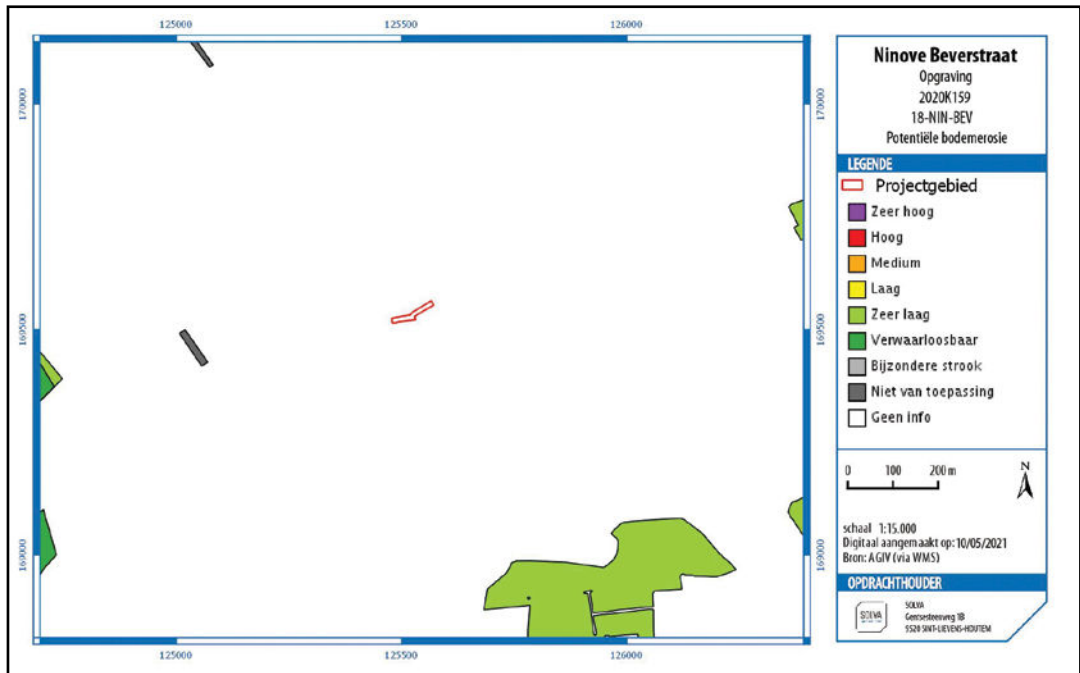 125000
125500
126000
170000
169500
169000
170000
169500
169000
125000
125500
126000
Ninove Beverstraat
Opgraving
2020K159
18-NIN-BEV
Potentiële bodemerosie
LEGENDE
Projectgebied
Zeer hoog
Hoog
Medium
Laag
Zeer laag
Verwaarloosbaar
Bijzondere strook
Niet van toepassing
Geen info
0 100 200 m
N
schaal 1:15.000
Digitaal aangemaakt op: 10/05/2021
Bron: AGIV (via WMS)
OPDRACHTHOUDER
SOLVA
SOLVA
Gentsesteenweg 1B
9520 SINT-LIEVENS-HOUTEM